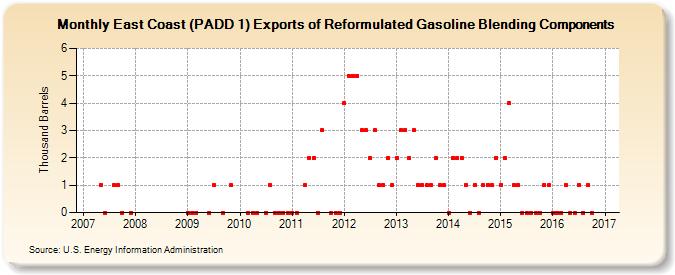 Monthly East Coast (PADD 1) Exports of Reformulated Gasoline Blending Components
Thousand Barrels
6
5
4
3
2
1
0
2007 2008 2009 2010 2011 2012 2013 2014 2015 2016 2017
Source: U.S. Energy Information Administration